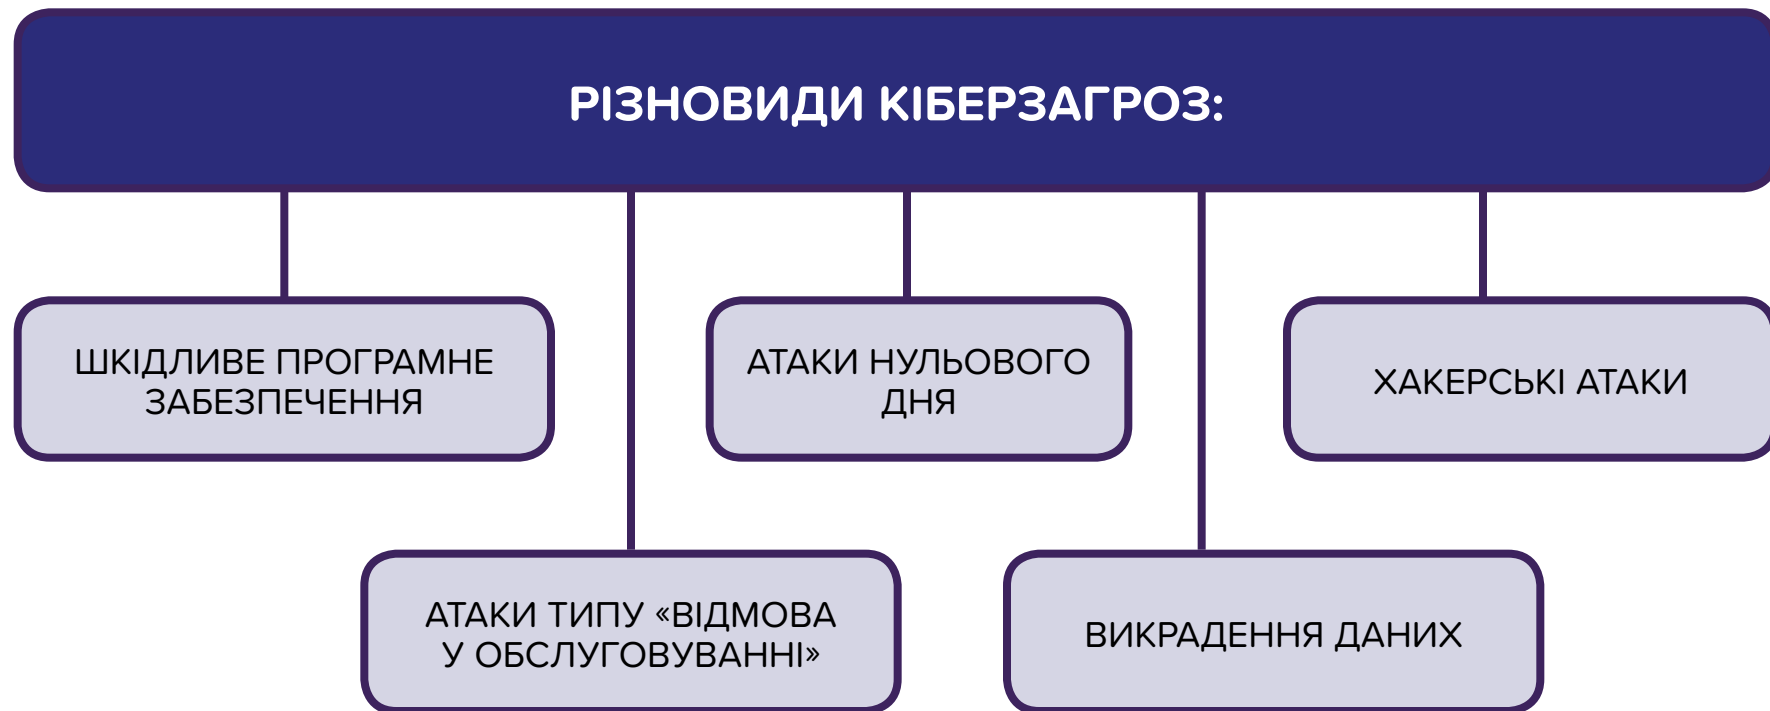 РІЗНОВИДИ КІБЕРЗАГРОЗ:
ШКІДЛИВЕ ПРОГРАМНЕ
ЗАБЕЗПЕЧЕННЯ
АТАКИ НУЛЬОВОГО
ДНЯ
ХАКЕРСЬКІ АТАКИ
АТАКИ ТИПУ «ВІДМОВА
У ОБСЛУГОВУВАННІ»
ВИКРАДЕННЯ ДАНИХ